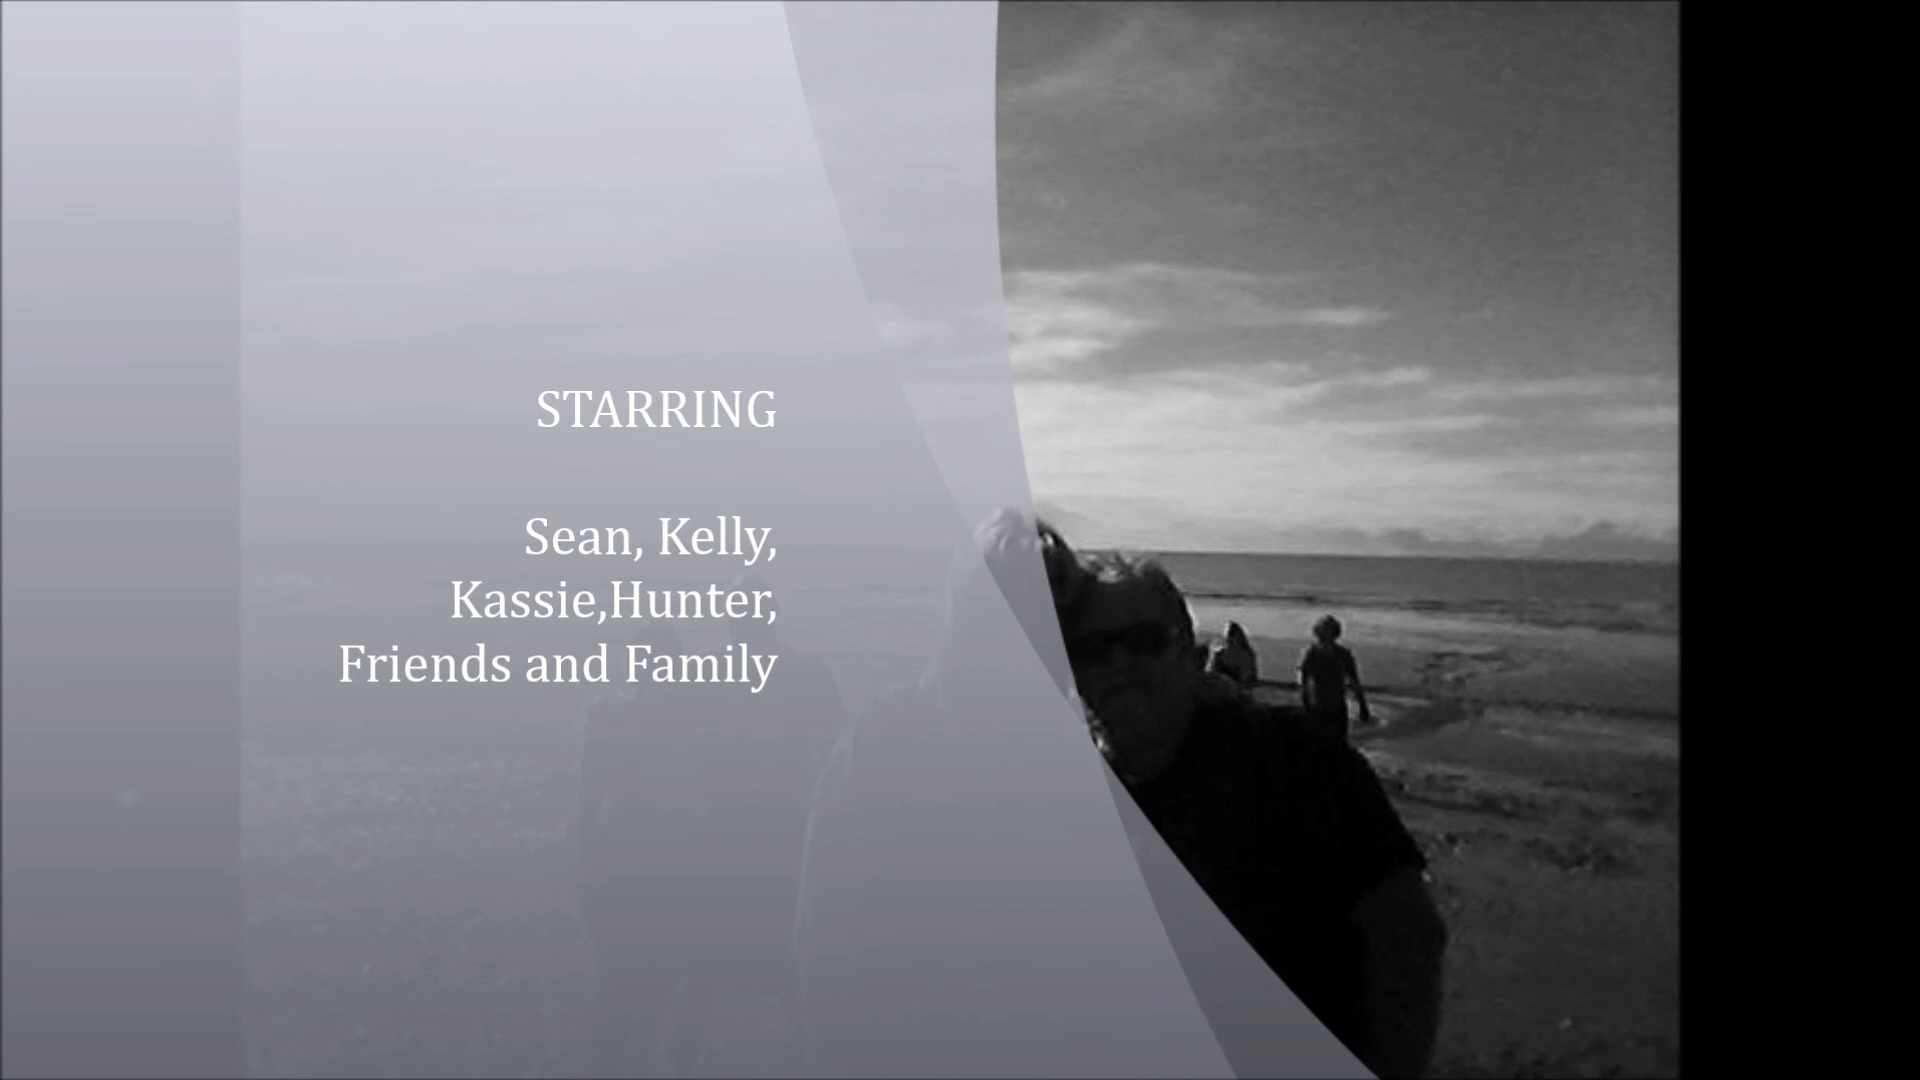 STARRING
Sean, Kelly,
Kassie,Hunter,
Friends and Family